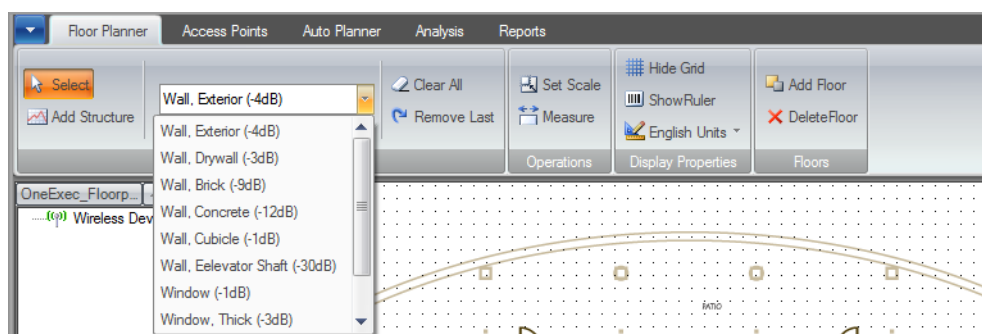 Floor Planner Access Points Auto Planner Analysis Reports
Select
Add Structure
Wall, Exterior (-4dB)
Clear All
Remove Last
Set Scale
Measure
Operations
Hide Grid
ShowRuler
English Units
Display Properties
Add Floor
DeleteFloor
Floors
Wall, Exterior (-4dB)
Wall, Drywall (-3dB)
Wall, Brick (-9dB)
Wall, Concrete (-12dB)
Wall, Cubicle (-1dB)
Wall, Eelevator Shaft (-30dB)
Window (-1dB)
Window, Thick (-3dB)
OneExec_Floorp...
Wireless Dev
PATIO